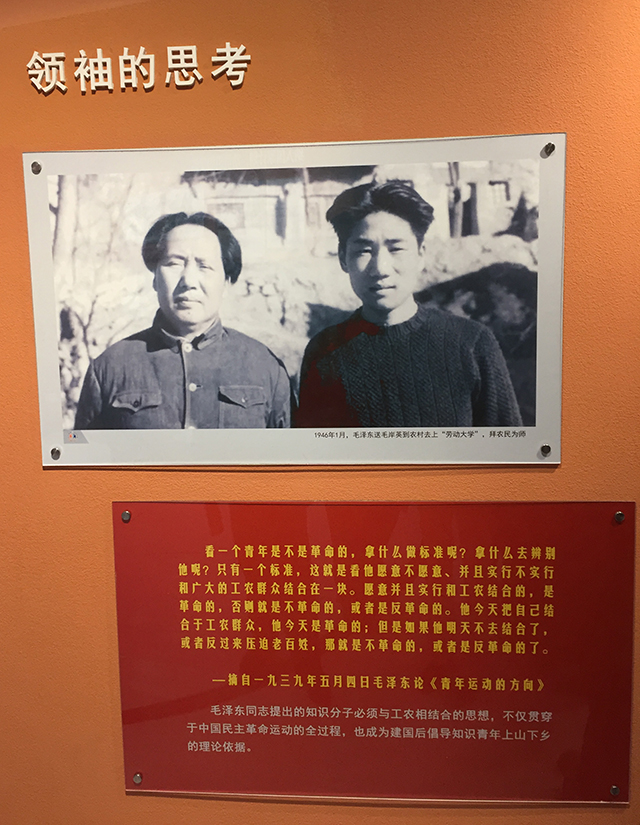 领袖的思考
1946年1月，毛泽东送毛岸英到农村去上“劳动大学”，拜农民为师
看一个青年是不是革命的，拿什么做标准呢？拿什么去辨别
他呢？只有一个标准，这就是看他愿意不愿意、并且实行不实行
和广大的工农群众结合在一块。愿意并且实行和工农结合的，是
革命的，否则就是不革命的，或者是反革命的。他今天把自己结
合于工农群众，他今天是革命的；但是如果他明天不去结合了，
或者反过来压迫老百姓，那就是不革命的，或者是反革命的了。
—摘自一九三九年五月四日毛泽东论《青年运动的方向》
毛泽东同志提出的知识分子必须与工农相结合的思想，不仅贯穿
于中国民主革命运动的全过程，也成为建国后倡导知识青年上山下乡
的理论依据。